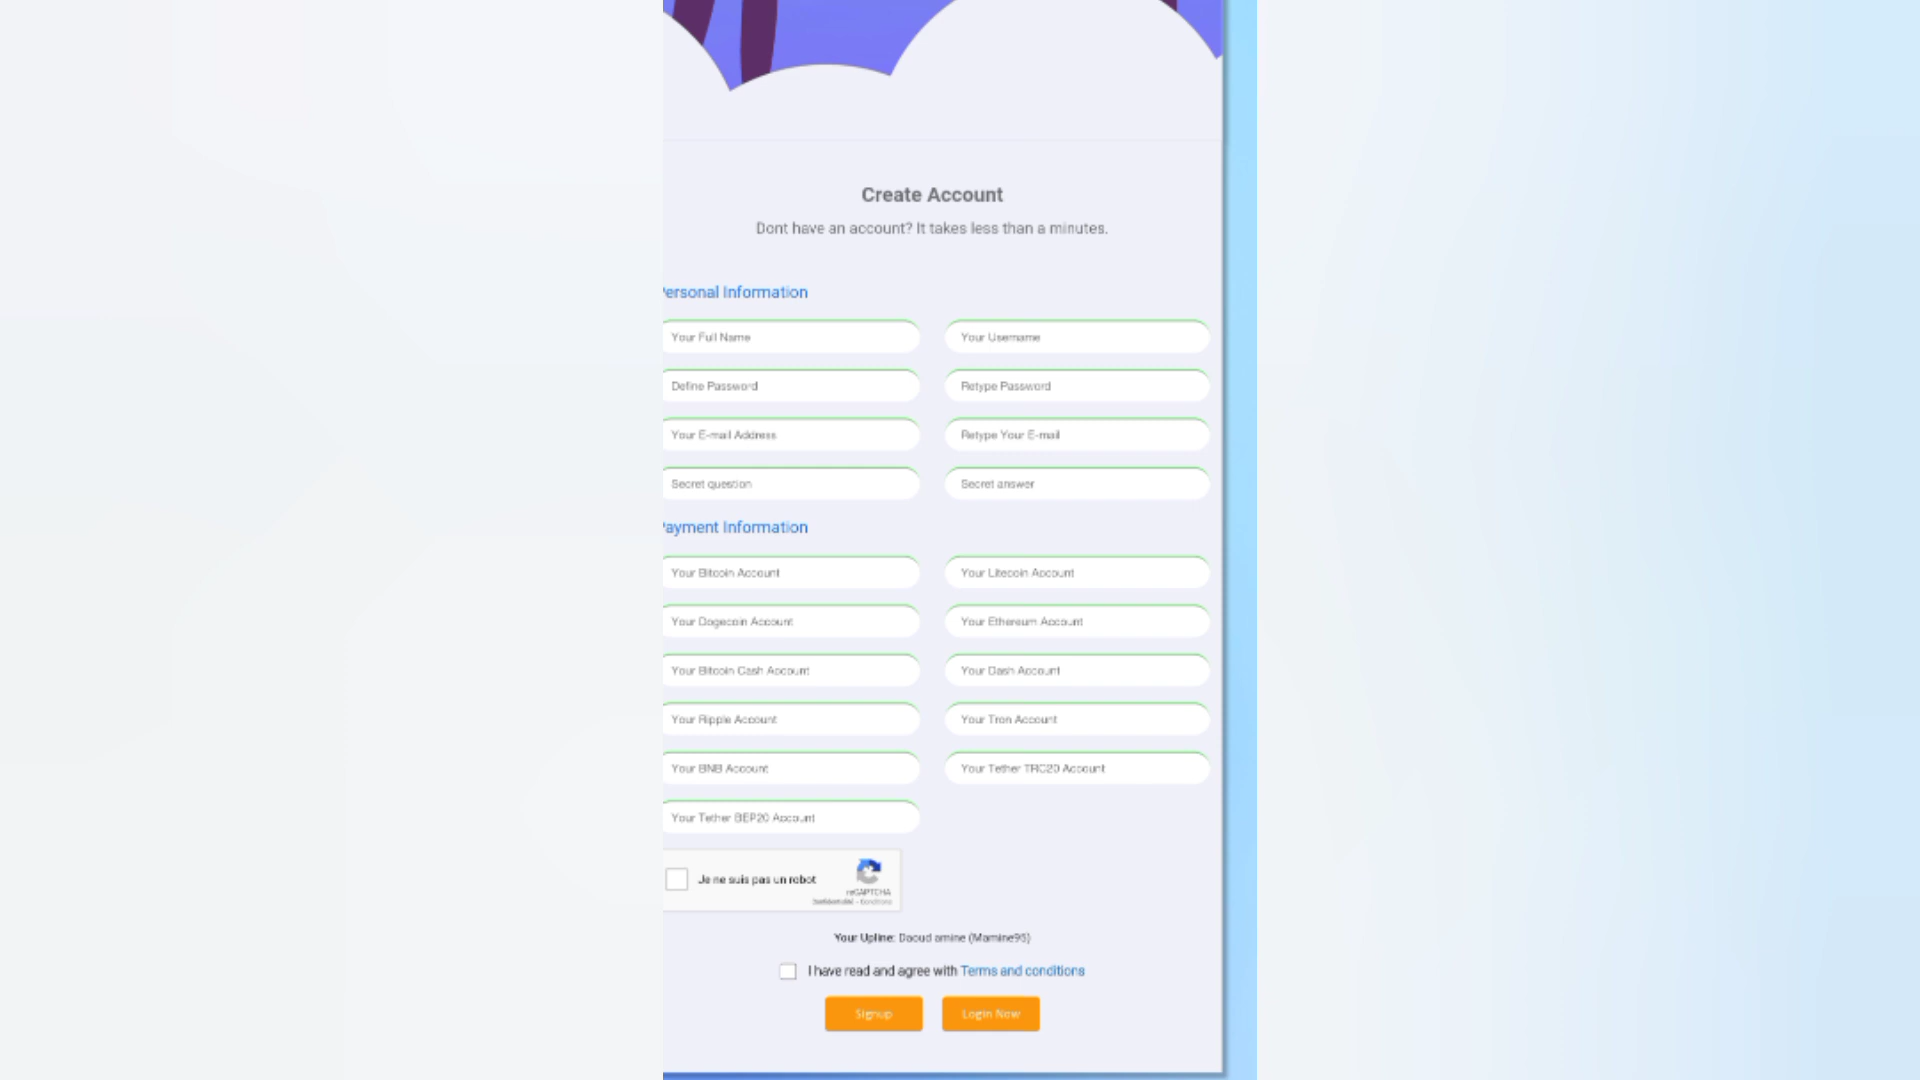 Create Account
Dont have an account? It takes less than a minutes.
ersonal Information
Your Full Name
Your Username
Define Password
Retype Password
Your E-mail Address
Retype Your E-mail
Secret question
Secret answer
ayment Information
Your Bitcoin Account
Your Litecoin Account
Your Dogecoin Account
Your Ethereum Account
Your Bitcoin Cash Account
Your Dash Account
Your Ripple Account
Your Tron Account
Your BNB Account
Your Tether TRC20 Account
Your Tether BEP20 Account
Je ne suis pas un robot
reCAPTCHA
Confidentialité - Conditions
Your Upline: Daoud amine (Mamine95)
I have read and agree with Terms and conditions
Signup
Login Now